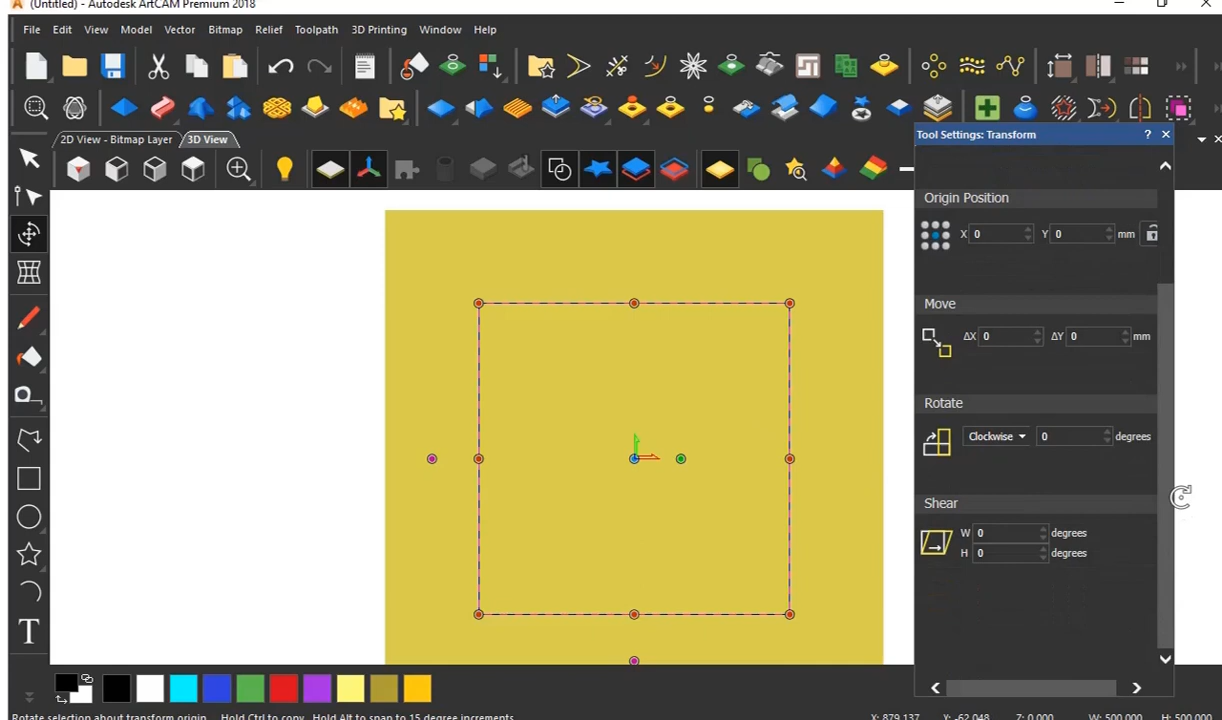 (Untitled) - Autodesk ArtCAM Premium 2018
File Edit View Model Vector Bitmap Relief Toolpath 3D Printing Window Help
2D View - Bitmap Layer 3D View
Tool Settings: Transform ?
Origin Position
X 0 Y 0 mm
Move
ΔX 0 ΔY 0 mm
Rotate
Clockwise 0 degrees
Shear
W 0 degrees
H 0 degrees
T
Rotate selection about transform origin. Hold Ctrl to copy. Hold Alt to snap to 15 degree increments. X: 879.137 Y: -62.048 Z: 0.000 W: 500.000 H: 500.000